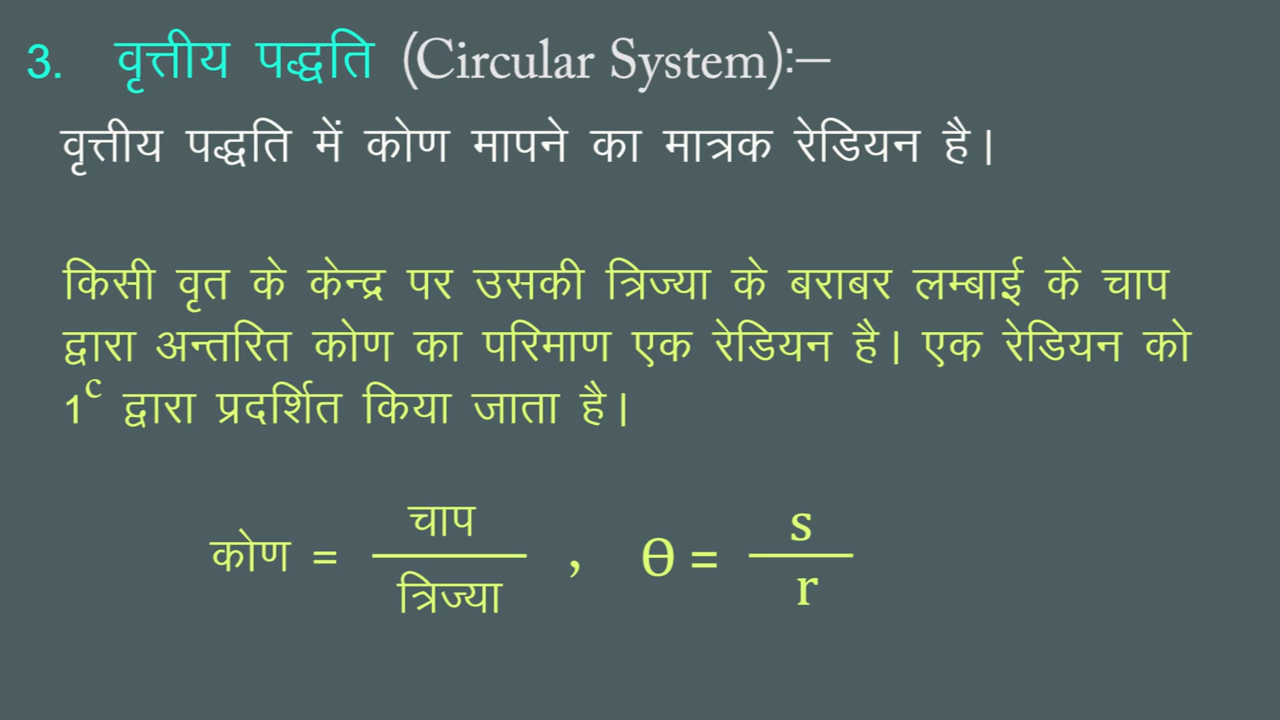 3. वृत्तीय पद्धति (Circular System):–
वृत्तीय पद्धति में कोण मापने का मात्रक रेडियन है।
किसी वृत के केन्द्र पर उसकी त्रिज्या के बराबर लम्बाई के चाप
द्वारा अन्तरित कोण का परिमाण एक रेडियन है। एक रेडियन को
1ᶜ द्वारा प्रदर्शित किया जाता है।
कोण = चाप / त्रिज्या , θ = s / r